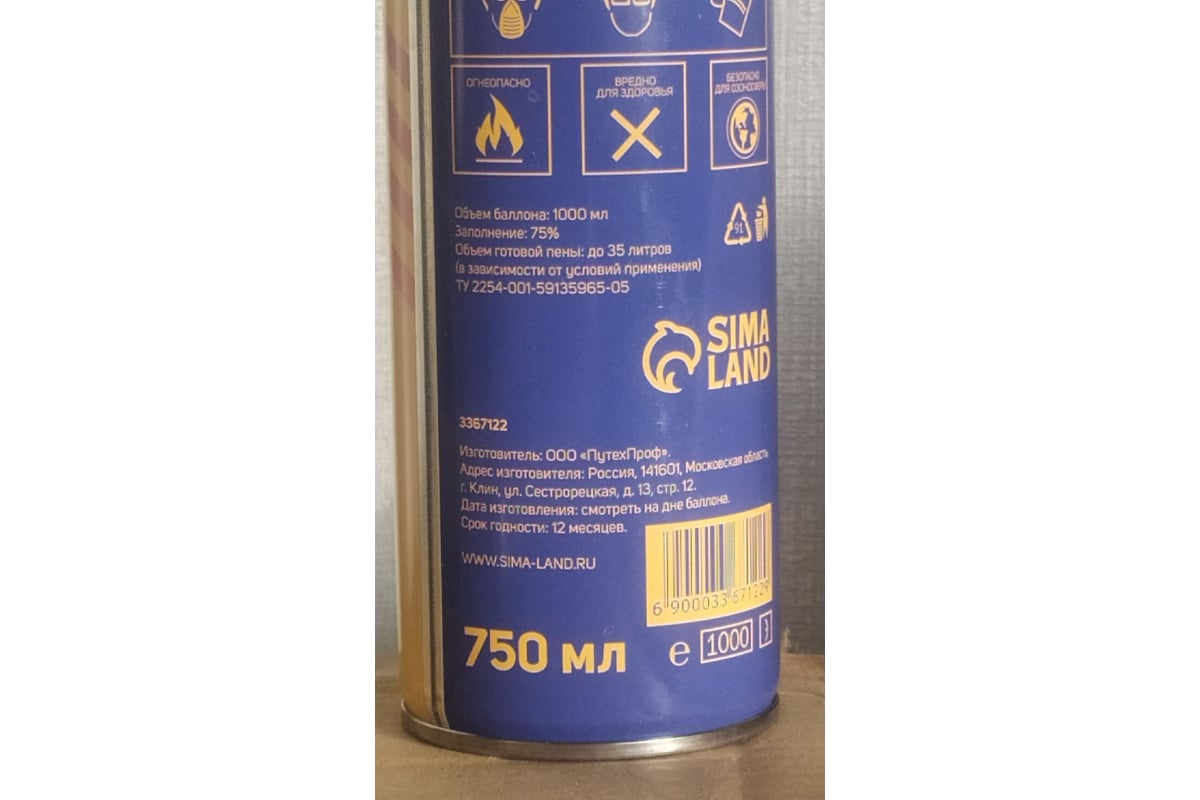 ОГНЕОПАСНО
ВРЕДНО
ДЛЯ ЗДОРОВЬЯ
БЕЗОПАСНО
ДЛЯ ОЗОНОСФЕРЫ
Объем баллона: 1000 мл
Заполнение: 75%
Объем готовой пены: до 35 литров
(в зависимости от условий применения)
ТУ 2254-001-59135965-05
91
SIMA
LAND
3367122
Изготовитель: ООО «ПутехПроф».
Адрес изготовителя: Россия, 141601, Московская область,
г. Клин, ул. Сестрорецкая, д. 13, стр. 12.
Дата изготовления: смотреть на дне баллона.
Срок годности: 12 месяцев.
WWW.SIMA-LAND.RU
6 900033 671229
750 мл
e 1000